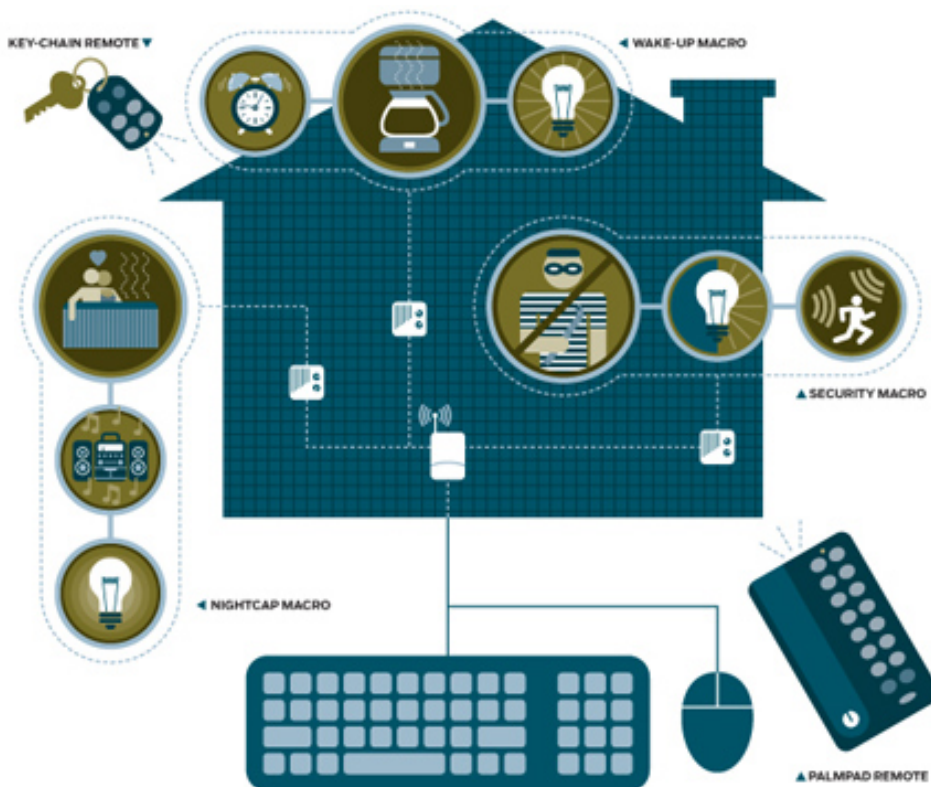 KEY-CHAIN REMOTE ▼
◀ WAKE-UP MACRO
▲ SECURITY MACRO
◀ NIGHTCAP MACRO
▲ PALMPAD REMOTE